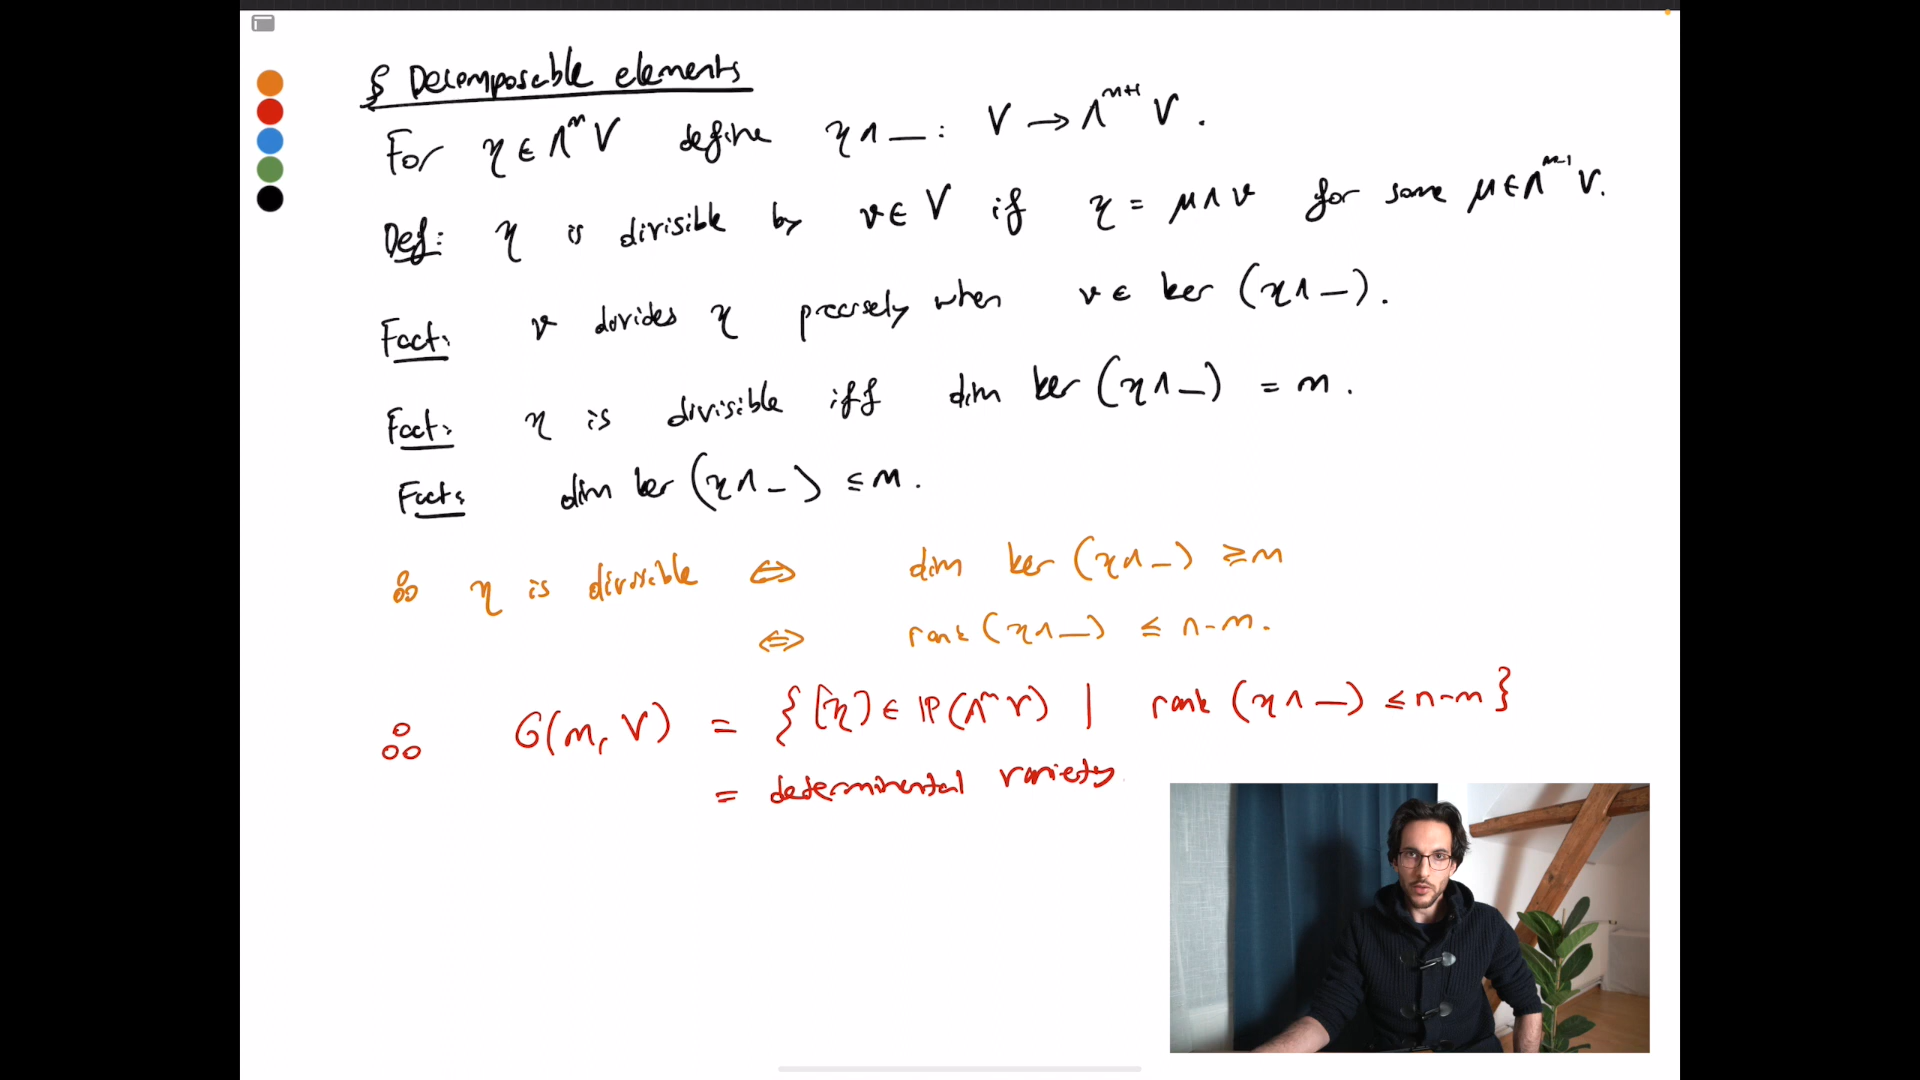 § Decomposable elements
For η ∈ Λ^m V define η ∧ _ : V → Λ^{m+1} V .
Def: η is divisible by v ∈ V if η = μ ∧ v for some μ ∈ Λ^{m-1} V.
Fact: v divides η precisely when v ∈ ker (η ∧ _) .
Fact: η is divisible iff dim ker (η ∧ _) = m .
Fact: dim ker (η ∧ _) ≤ m .
∴ η is divisible ⇔ dim ker (η ∧ _) ≥ m
⇔ rank (η ∧ _) ≤ n-m.
∴ G(m, V) = { [η] ∈ ℙ(Λ^m V) | rank (η ∧ _) ≤ n-m }
= determinental variety